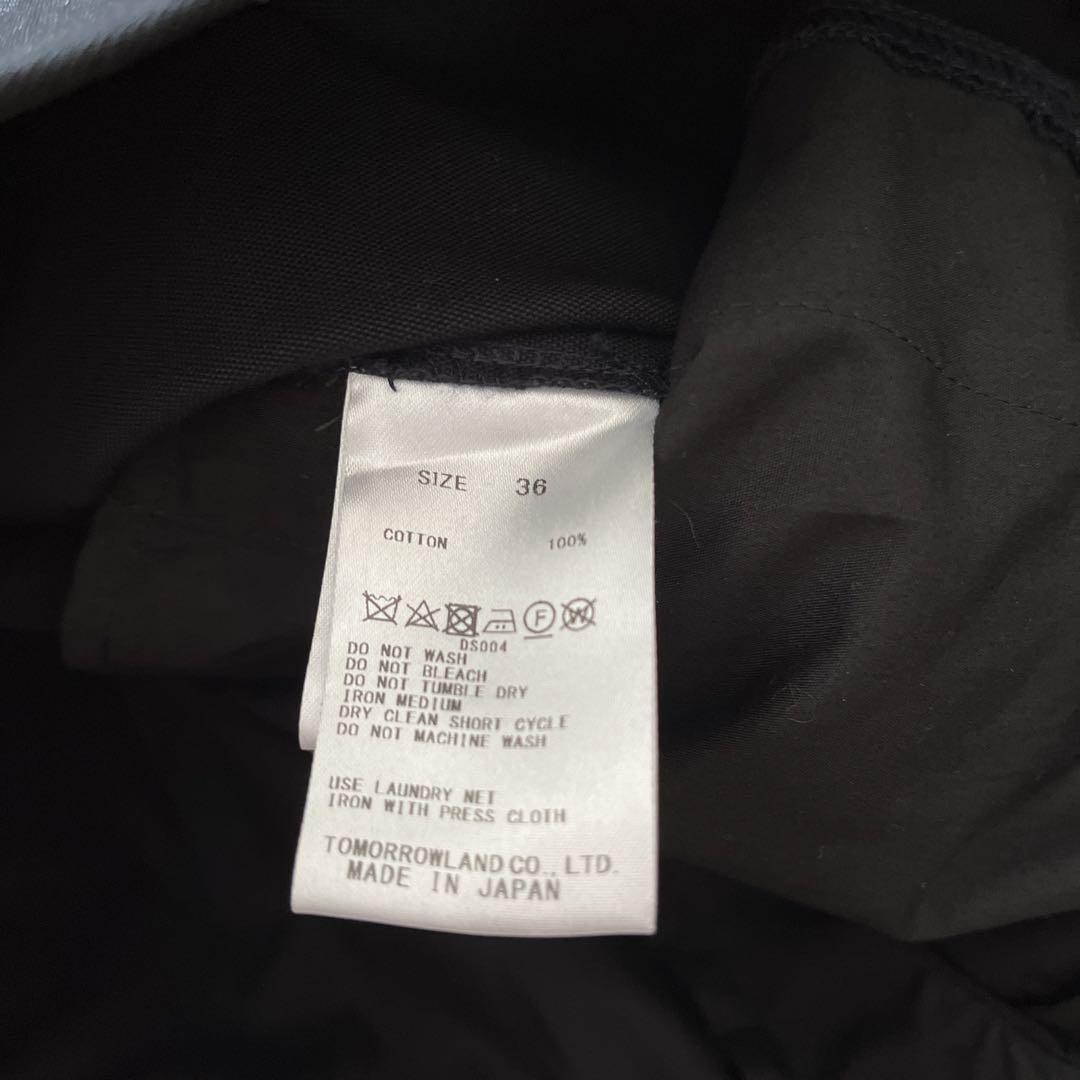 SIZE 36
COTTON 100%
F W
DS004
DO NOT WASH
DO NOT BLEACH
DO NOT TUMBLE DRY
IRON MEDIUM
DRY CLEAN SHORT CYCLE
DO NOT MACHINE WASH
USE LAUNDRY NET
IRON WITH PRESS CLOTH
TOMORROWLAND CO., LTD.
MADE IN JAPAN